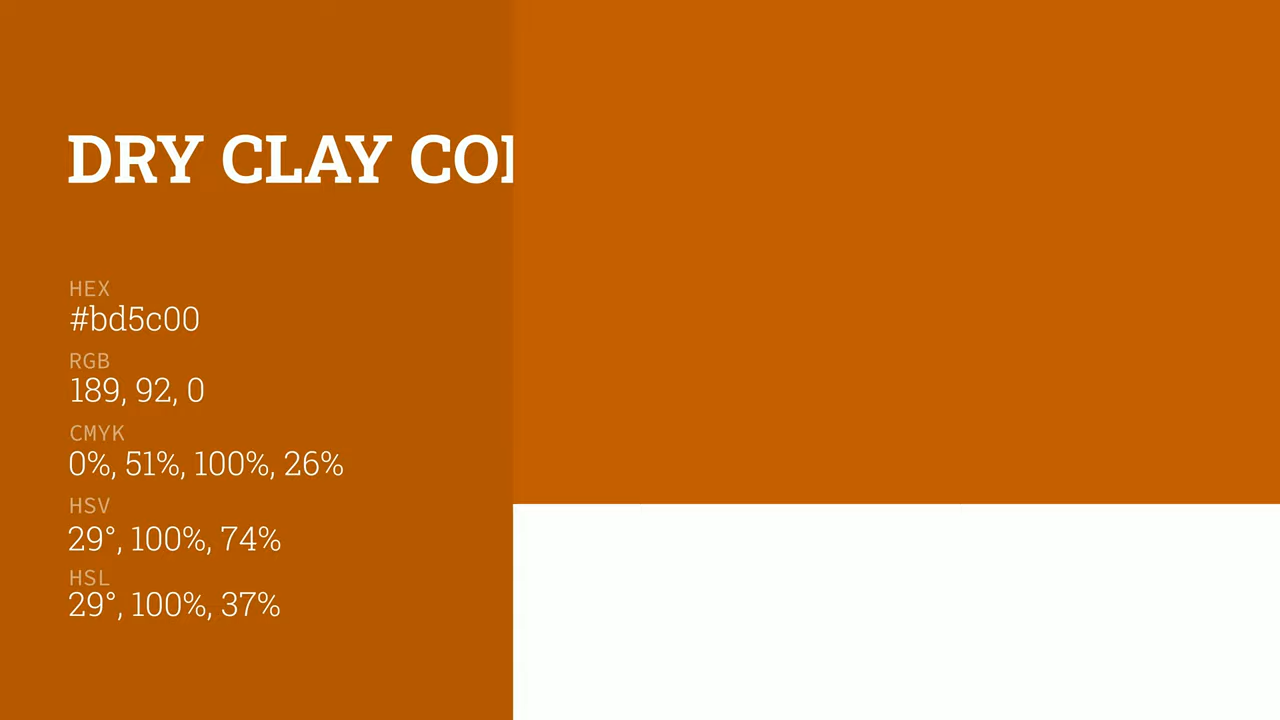 DRY CLAY CO
HEX
#bd5c00
RGB
189, 92, 0
CMYK
0%, 51%, 100%, 26%
HSV
29°, 100%, 74%
HSL
29°, 100%, 37%